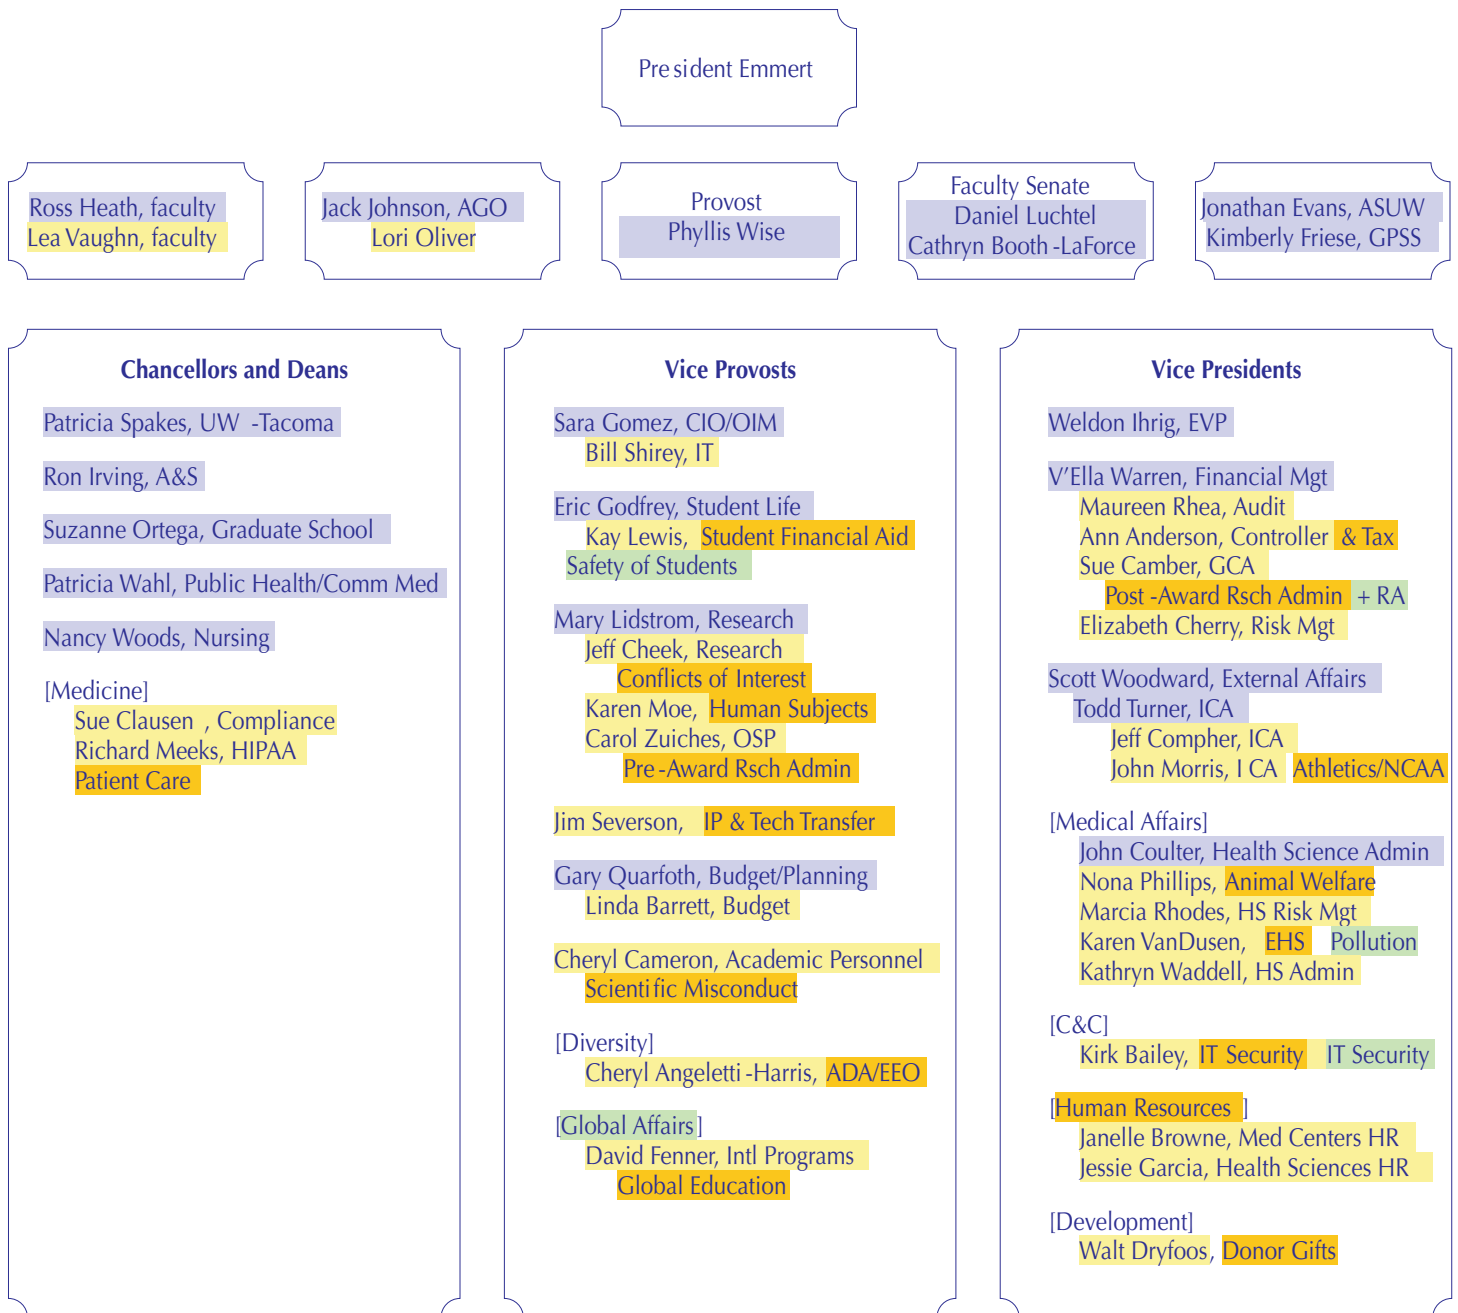 President Emmert
Ross Heath, faculty
Lea Vaughn, faculty
Jack Johnson, AGO
Lori Oliver
Provost
Phyllis Wise
Faculty Senate
Daniel Luchtel
Cathryn Booth-LaForce
Jonathan Evans, ASUW
Kimberly Friese, GPSS
Chancellors and Deans
Patricia Spakes, UW -Tacoma
Ron Irving, A&S
Suzanne Ortega, Graduate School
Patricia Wahl, Public Health/Comm Med
Nancy Woods, Nursing
[Medicine]
Sue Clausen , Compliance
Richard Meeks, HIPAA
Patient Care
Vice Provosts
Sara Gomez, CIO/OIM
Bill Shirey, IT
Eric Godfrey, Student Life
Kay Lewis, Student Financial Aid
Safety of Students
Mary Lidstrom, Research
Jeff Cheek, Research
Conflicts of Interest
Karen Moe, Human Subjects
Carol Zuiches, OSP
Pre-Award Rsch Admin
Jim Severson, IP & Tech Transfer
Gary Quarfoth, Budget/Planning
Linda Barrett, Budget
Cheryl Cameron, Academic Personnel
Scientific Misconduct
[Diversity]
Cheryl Angeletti-Harris, ADA/EEO
[Global Affairs]
David Fenner, Intl Programs
Global Education
Vice Presidents
Weldon Ihrig, EVP
V'Ella Warren, Financial Mgt
Maureen Rhea, Audit
Ann Anderson, Controller & Tax
Sue Camber, GCA
Post-Award Rsch Admin + RA
Elizabeth Cherry, Risk Mgt
Scott Woodward, External Affairs
Todd Turner, ICA
Jeff Compher, ICA
John Morris, I CA Athletics/NCAA
[Medical Affairs]
John Coulter, Health Science Admin
Nona Phillips, Animal Welfare
Marcia Rhodes, HS Risk Mgt
Karen VanDusen, EHS Pollution
Kathryn Waddell, HS Admin
[C&C]
Kirk Bailey, IT Security IT Security
[Human Resources ]
Janelle Browne, Med Centers HR
Jessie Garcia, Health Sciences HR
[Development]
Walt Dryfoos, Donor Gifts